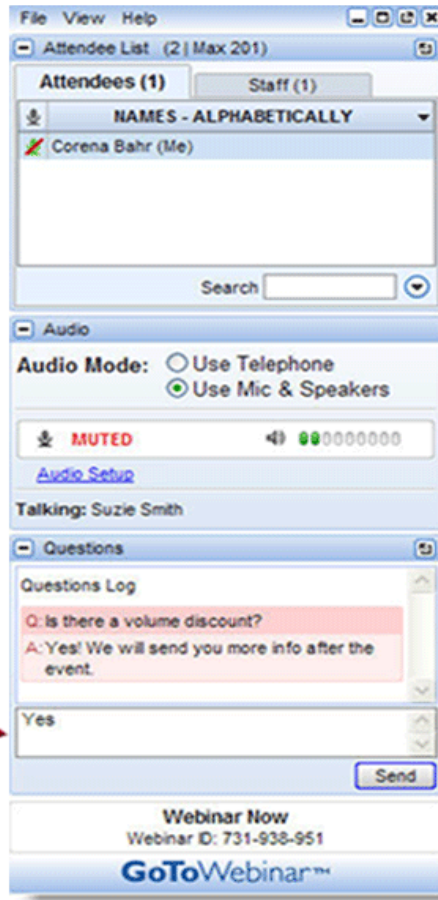 File View Help
Attendee List (2 | Max 201)
Attendees (1) Staff (1)
NAMES - ALPHABETICALLY
Corena Bahr (Me)
Search
Audio
Audio Mode: Use Telephone
Use Mic & Speakers
MUTED
Audio Setup
Talking: Suzie Smith
Questions
Questions Log
Q: Is there a volume discount?
A: Yes! We will send you more info after the
event.
Yes
Send
Webinar Now
Webinar ID: 731-938-951
GoToWebinar™